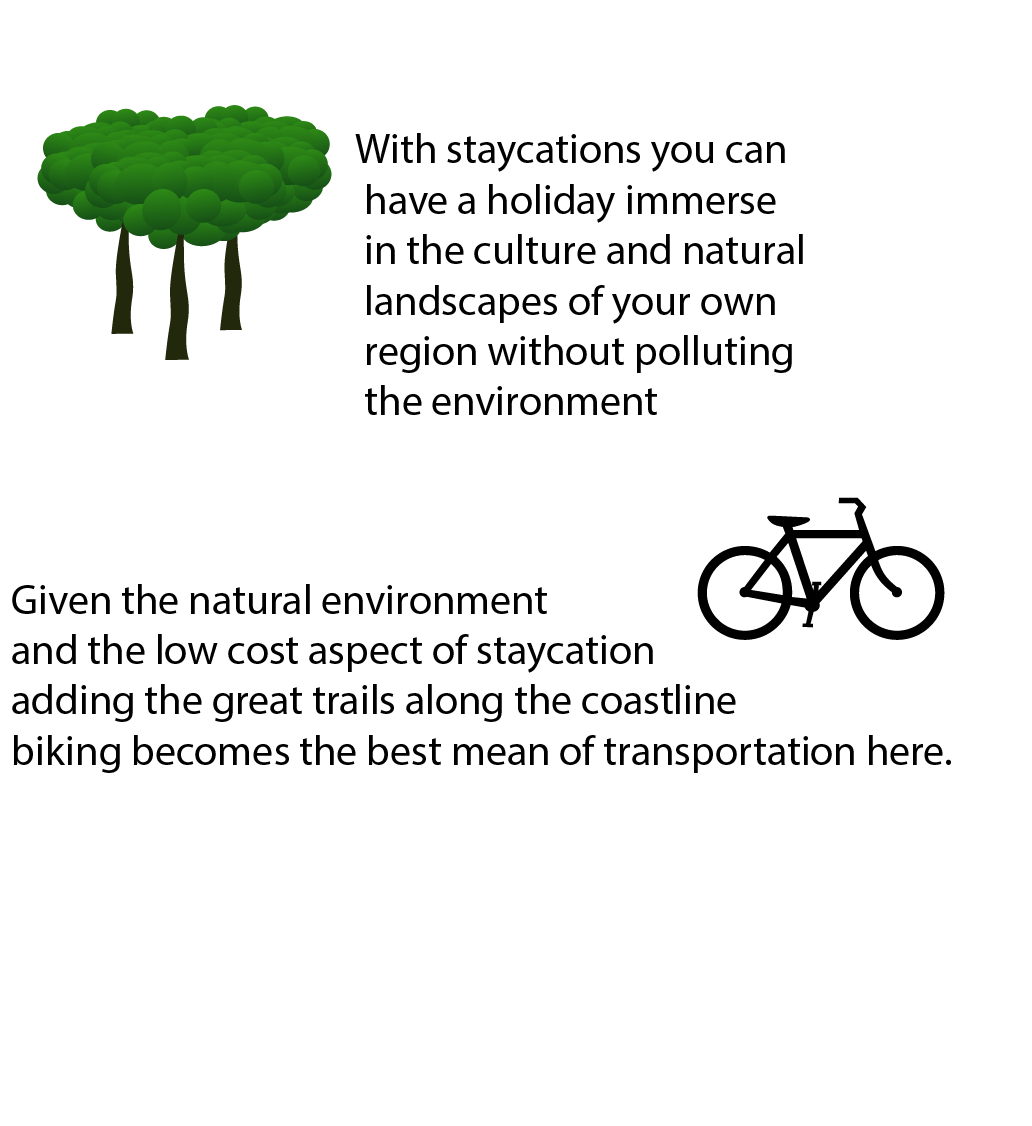 With staycations you can
have a holiday immerse
in the culture and natural
landscapes of your own
region without polluting
the environment
Given the natural environment
and the low cost aspect of staycation
adding the great trails along the coastline
biking becomes the best mean of transportation here.